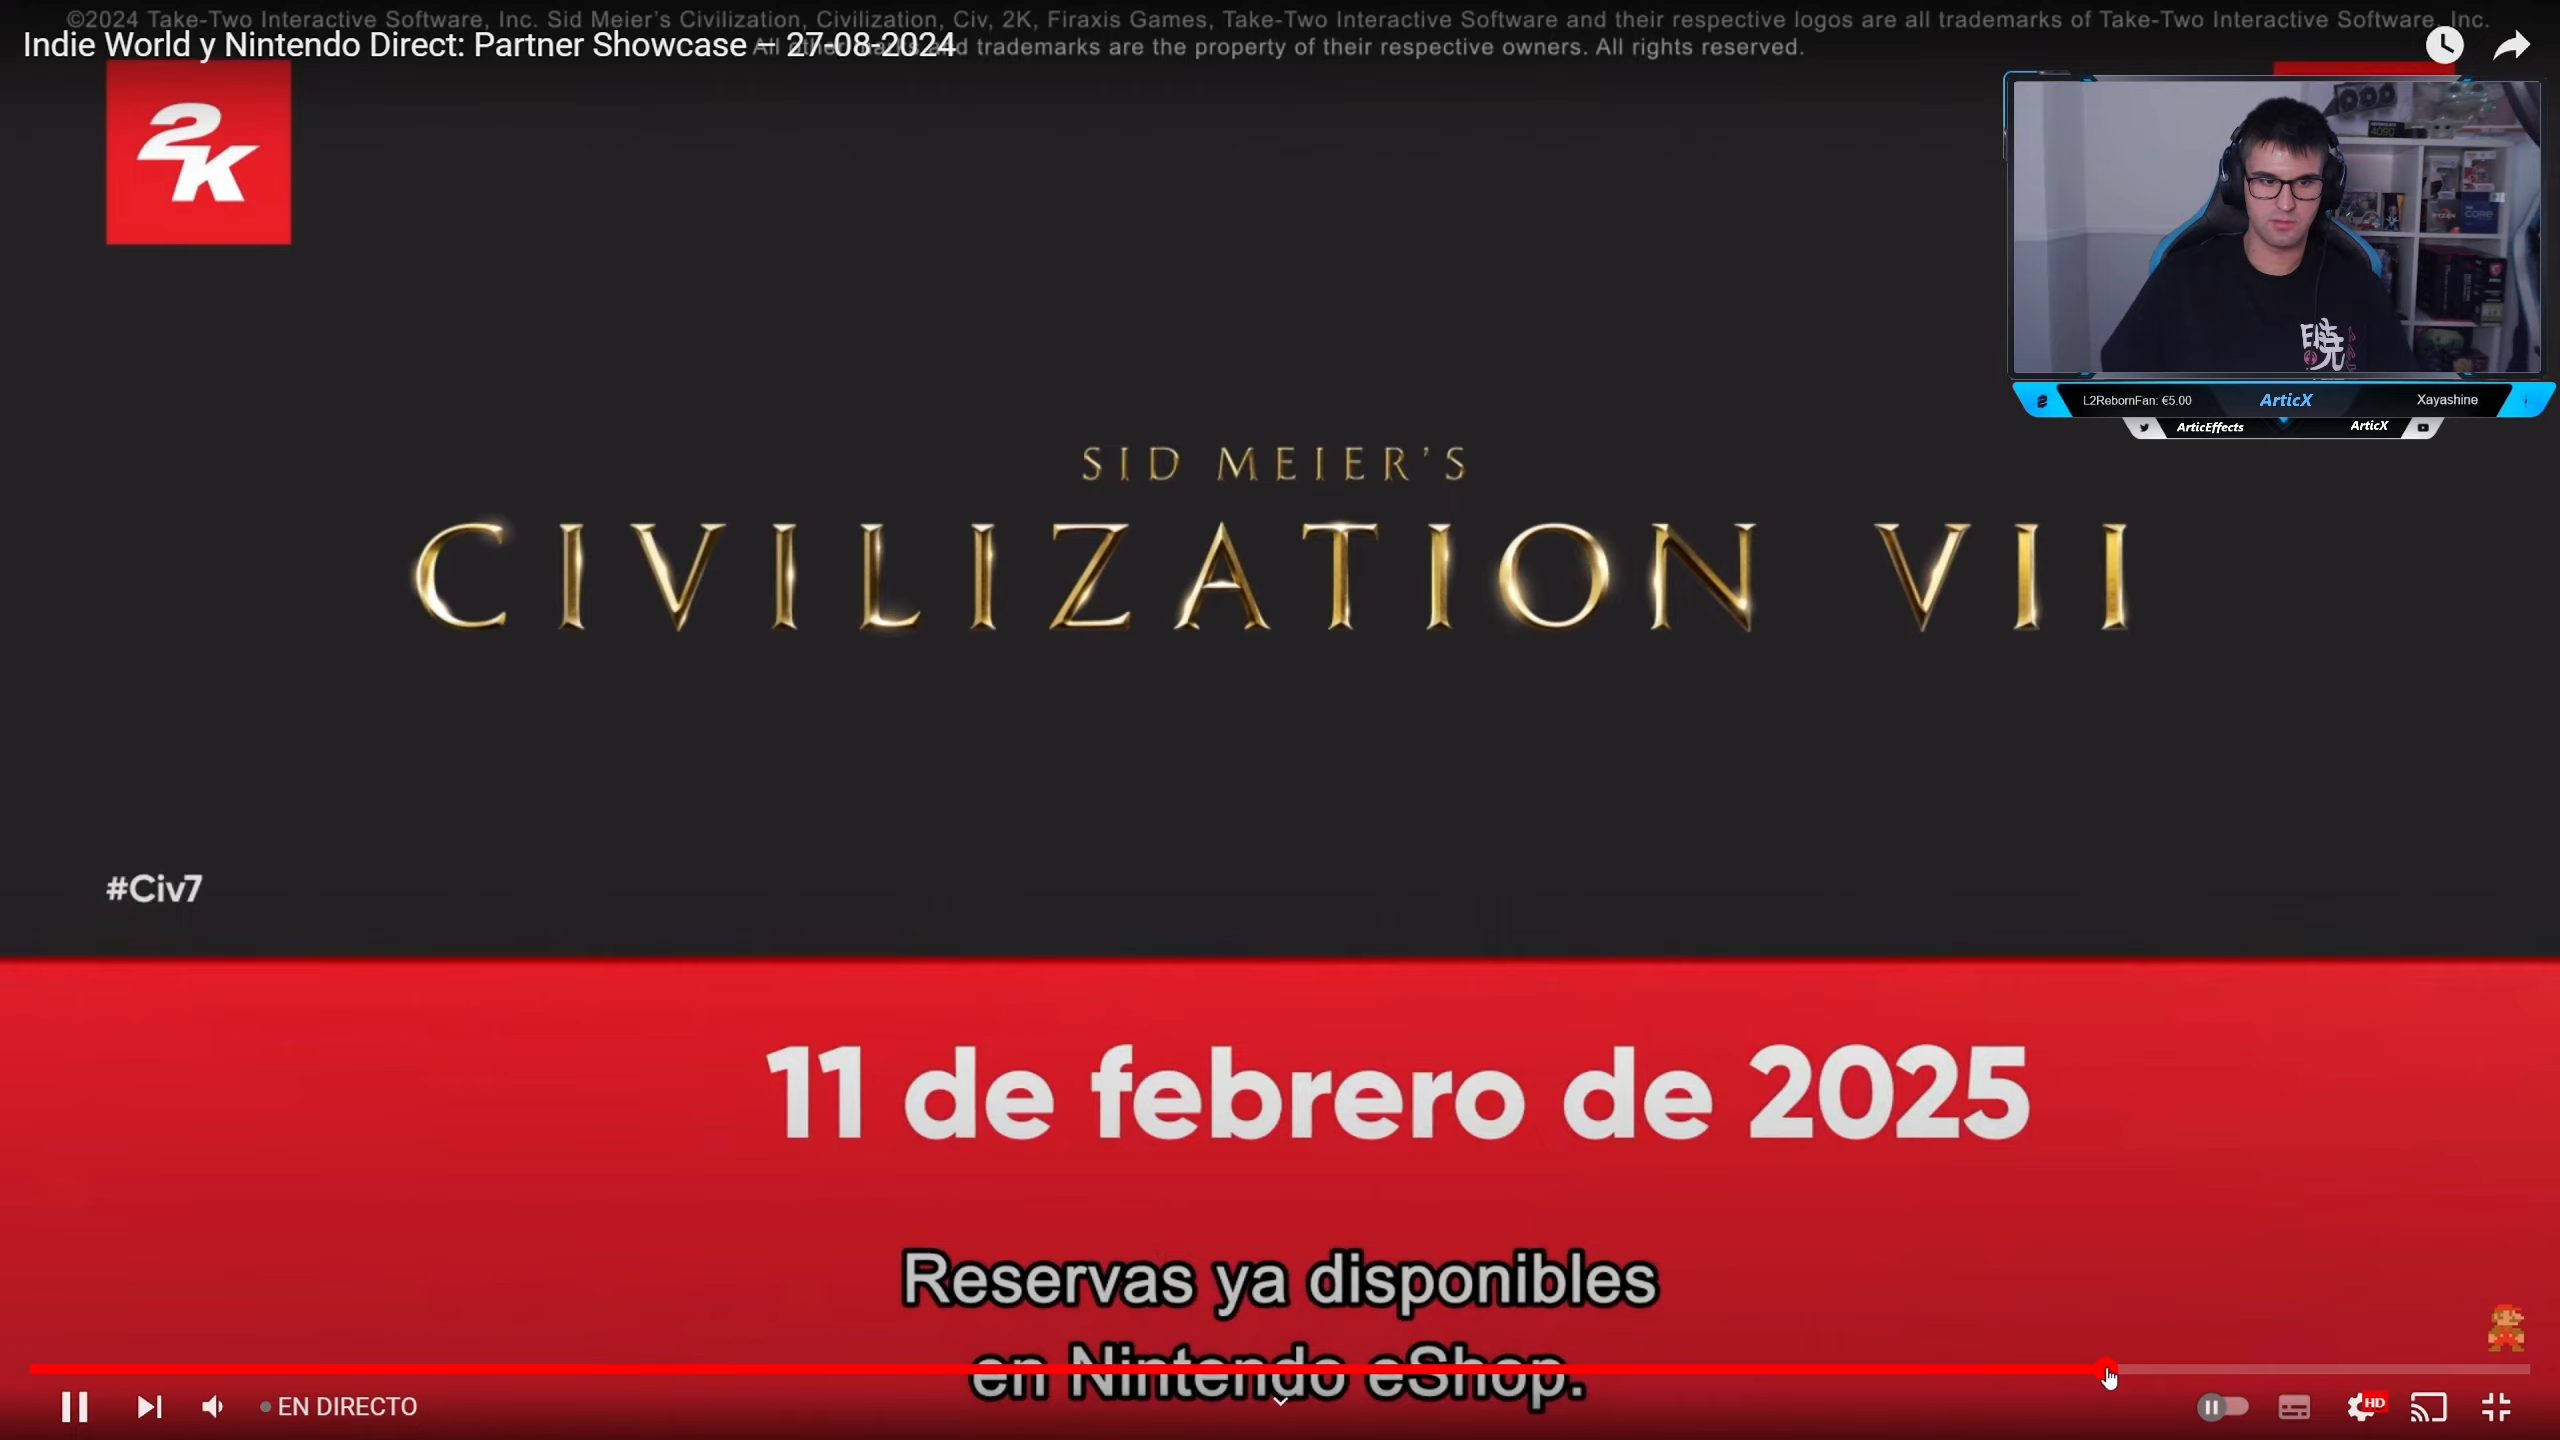 ©2024 Take-Two Interactive Software, Inc. Sid Meier's Civilization, Civilization, Civ, 2K, Firaxis Games, Take-Two Interactive Software and their respective logos are all trademarks of Take-Two Interactive Software, Inc.
Indie World y Nintendo Direct: Partner Showcase – 27-08-2024
trademarks are the property of their respective owners. All rights reserved.
2K
4090
RYZEN
CORE
暁
L2RebornFan: €5.00
ArticX
Xayashine
ArticEffects
ArticX
SID MEIER'S
CIVILIZATION VII
#Civ7
11 de febrero de 2025
Reservas ya disponibles
en Nintendo eShop.
EN DIRECTO
HD